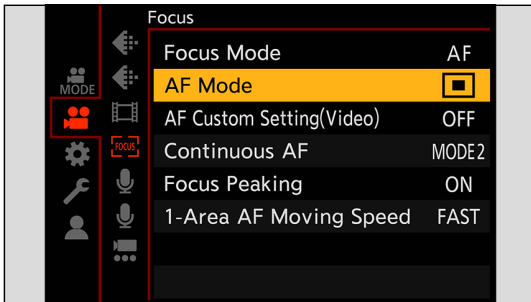 Focus
Focus Mode AF
MODE
AF Mode
AF Custom Setting(Video) OFF
FOCUS
Continuous AF MODE2
Focus Peaking ON
1-Area AF Moving Speed FAST